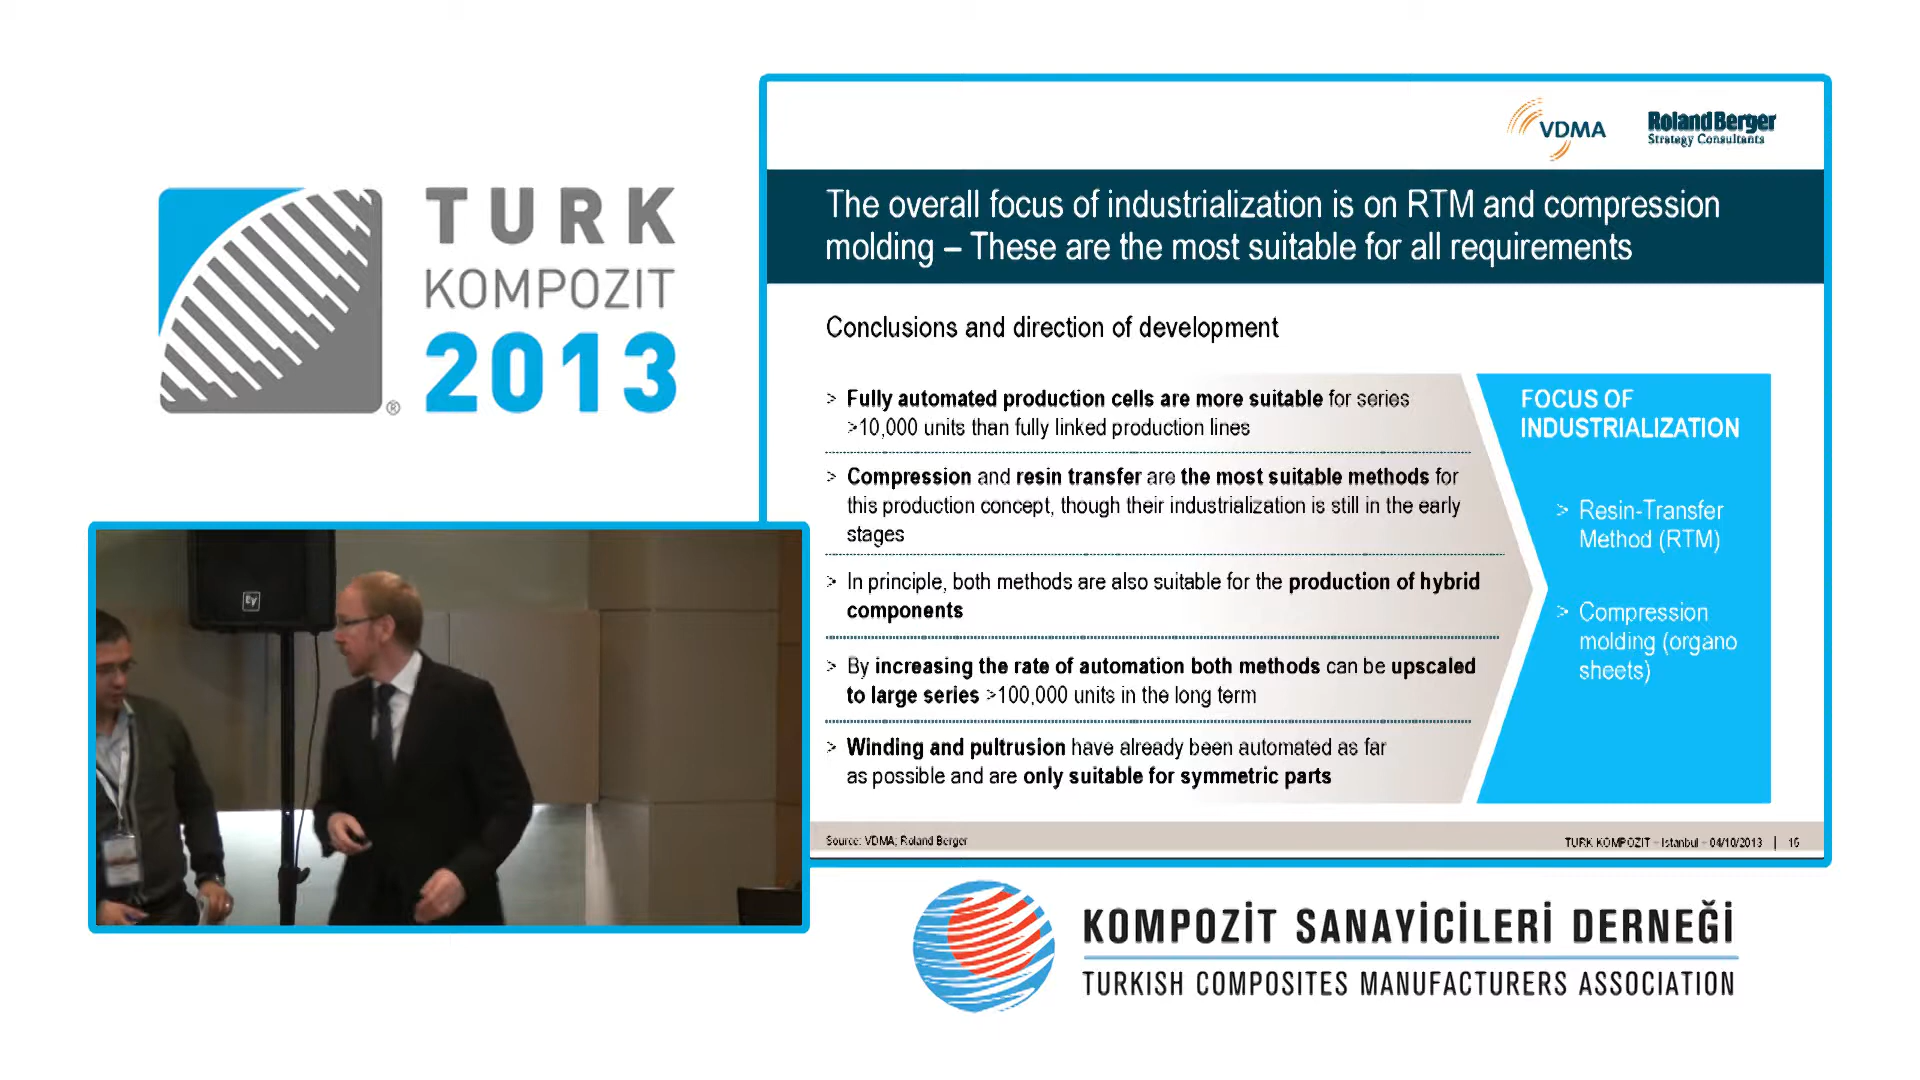 TURK
KOMPOZIT
2013
®
VDMA
Roland Berger
Strategy Consultants
The overall focus of industrialization is on RTM and compression
molding – These are the most suitable for all requirements
Conclusions and direction of development
> Fully automated production cells are more suitable for series
>10,000 units than fully linked production lines
> Compression and resin transfer are the most suitable methods for
this production concept, though their industrialization is still in the early
stages
> In principle, both methods are also suitable for the production of hybrid
components
> By increasing the rate of automation both methods can be upscaled
to large series >100,000 units in the long term
> Winding and pultrusion have already been automated as far
as possible and are only suitable for symmetric parts
FOCUS OF
INDUSTRIALIZATION
> Resin-Transfer
Method (RTM)
> Compression
molding (organo
sheets)
Source: VDMA; Roland Berger
TURK KOMPOZIT – Istanbul – 04/10/2013 | 16
EV
KOMPOZİT SANAYİCİLERİ DERNEĞİ
TURKISH COMPOSITES MANUFACTURERS ASSOCIATION